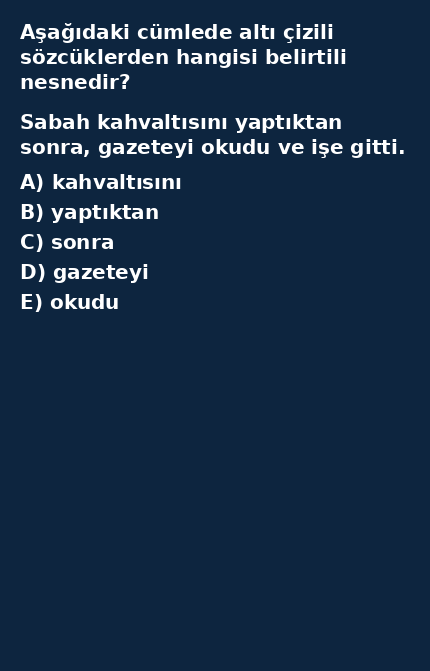 Aşağıdaki cümlede altı çizili
sözcüklerden hangisi belirtili
nesnedir?
Sabah kahvaltısını yaptıktan
sonra, gazeteyi okudu ve işe gitti.
A) kahvaltısını
B) yaptıktan
C) sonra
D) gazeteyi
E) okudu